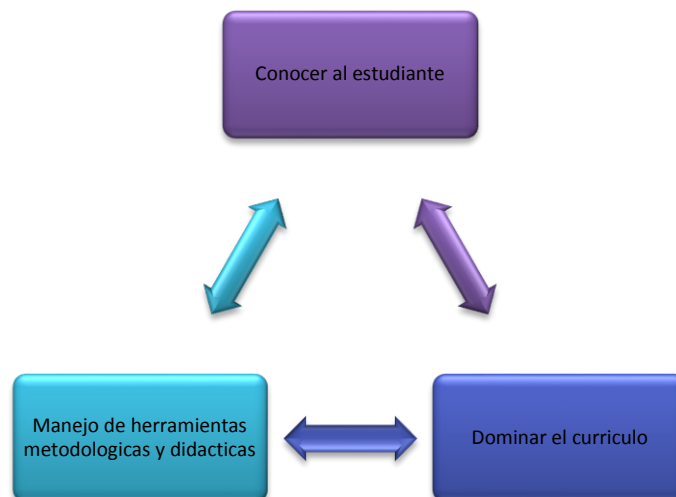 Conocer al estudiante
Manejo de herramientas
metodologicas y didacticas
Dominar el curriculo